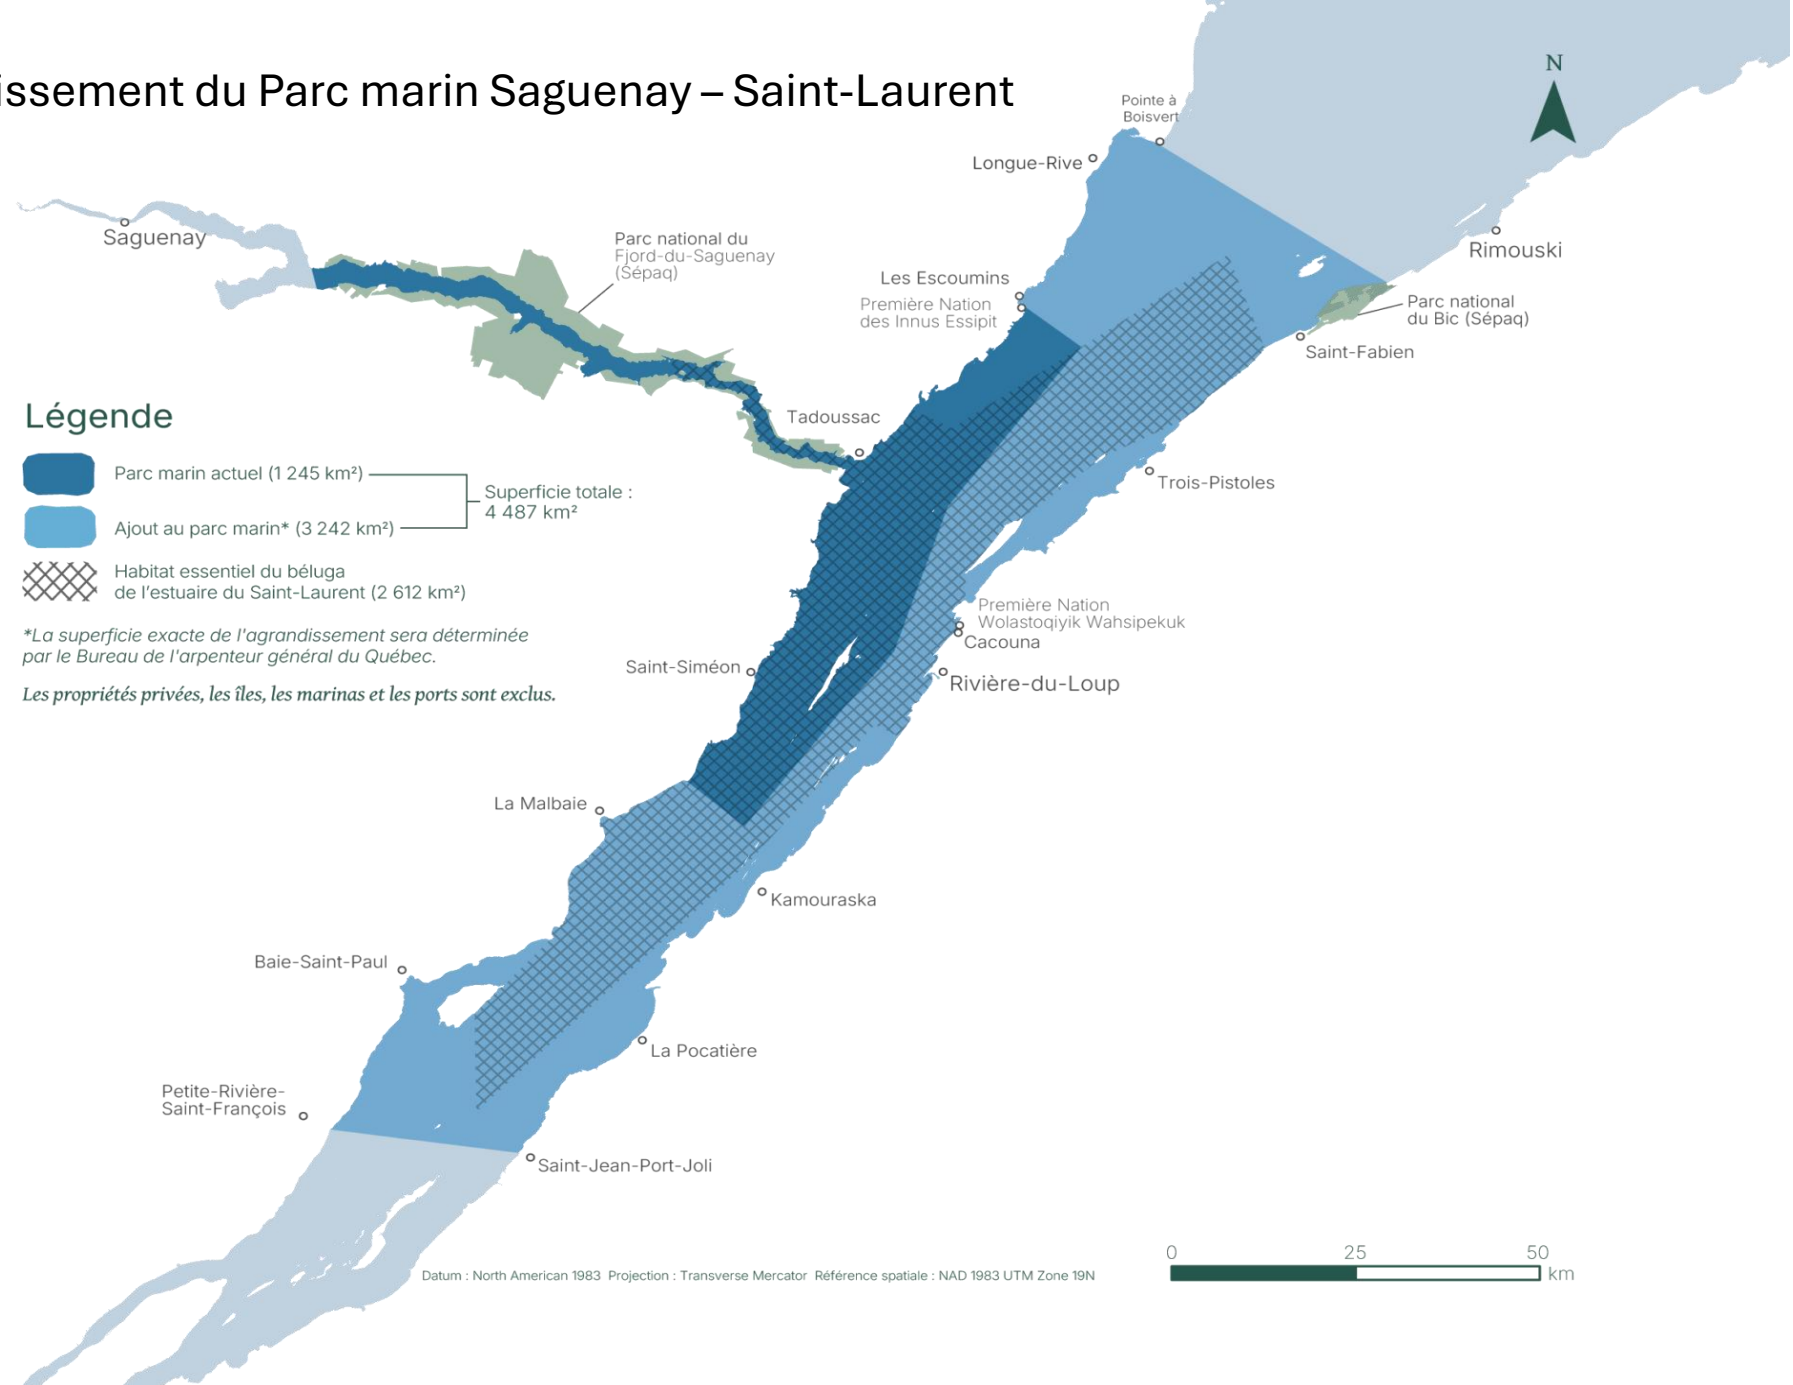 issement du Parc marin Saguenay – Saint-Laurent
N
Pointe à
Boisvert
Longue-Rive
Saguenay
Parc national du
Fjord-du-Saguenay
(Sépaq)
Rimouski
Les Escoumins
Première Nation
des Innus Essipit
Parc national
du Bic (Sépaq)
Saint-Fabien
Tadoussac
Trois-Pistoles
Légende
Parc marin actuel (1 245 km²)
Ajout au parc marin* (3 242 km²)
Superficie totale :
4 487 km²
Habitat essentiel du béluga
de l'estuaire du Saint-Laurent (2 612 km²)
*La superficie exacte de l'agrandissement sera déterminée
par le Bureau de l'arpenteur général du Québec.
Les propriétés privées, les îles, les marinas et les ports sont exclus.
Première Nation
Wolastoqiyik Wahsipekuk
Cacouna
Saint-Siméon
Rivière-du-Loup
La Malbaie
Kamouraska
Baie-Saint-Paul
La Pocatière
Petite-Rivière-
Saint-François
Saint-Jean-Port-Joli
0 25 50
km
Datum : North American 1983 Projection : Transverse Mercator Référence spatiale : NAD 1983 UTM Zone 19N